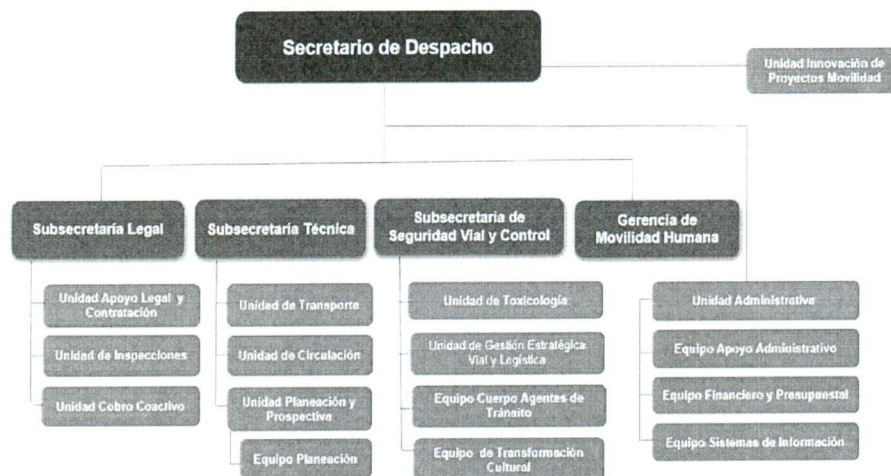 Secretario de Despacho
Unidad Innovación de
Proyectos Movilidad
Subsecretaría Legal
Subsecretaría Técnica
Subsecretaría de
Seguridad Vial y Control
Gerencia de
Movilidad Humana
Unidad Apoyo Legal y
Contratación
Unidad de Inspecciones
Unidad Cobro Coactivo
Unidad de Transporte
Unidad de Circulación
Unidad Planeación y
Prospectiva
Equipo Planeación
Unidad de Toxicología
Unidad de Gestión Estratégica
Vial y Logística
Equipo Cuerpo Agentes de
Tránsito
Equipo de Transformación
Cultural
Unidad Administrativa
Equipo Apoyo Administrativo
Equipo Financiero y Presupuestal
Equipo Sistemas de Información